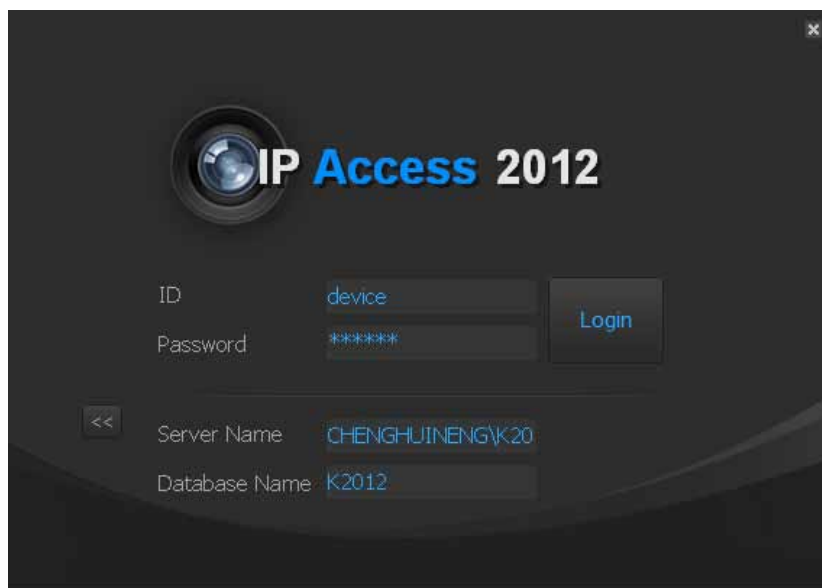 IP Access 2012
ID device
Login
Password ******
<<
Server Name CHENGHUINENG\K20
Database Name K2012